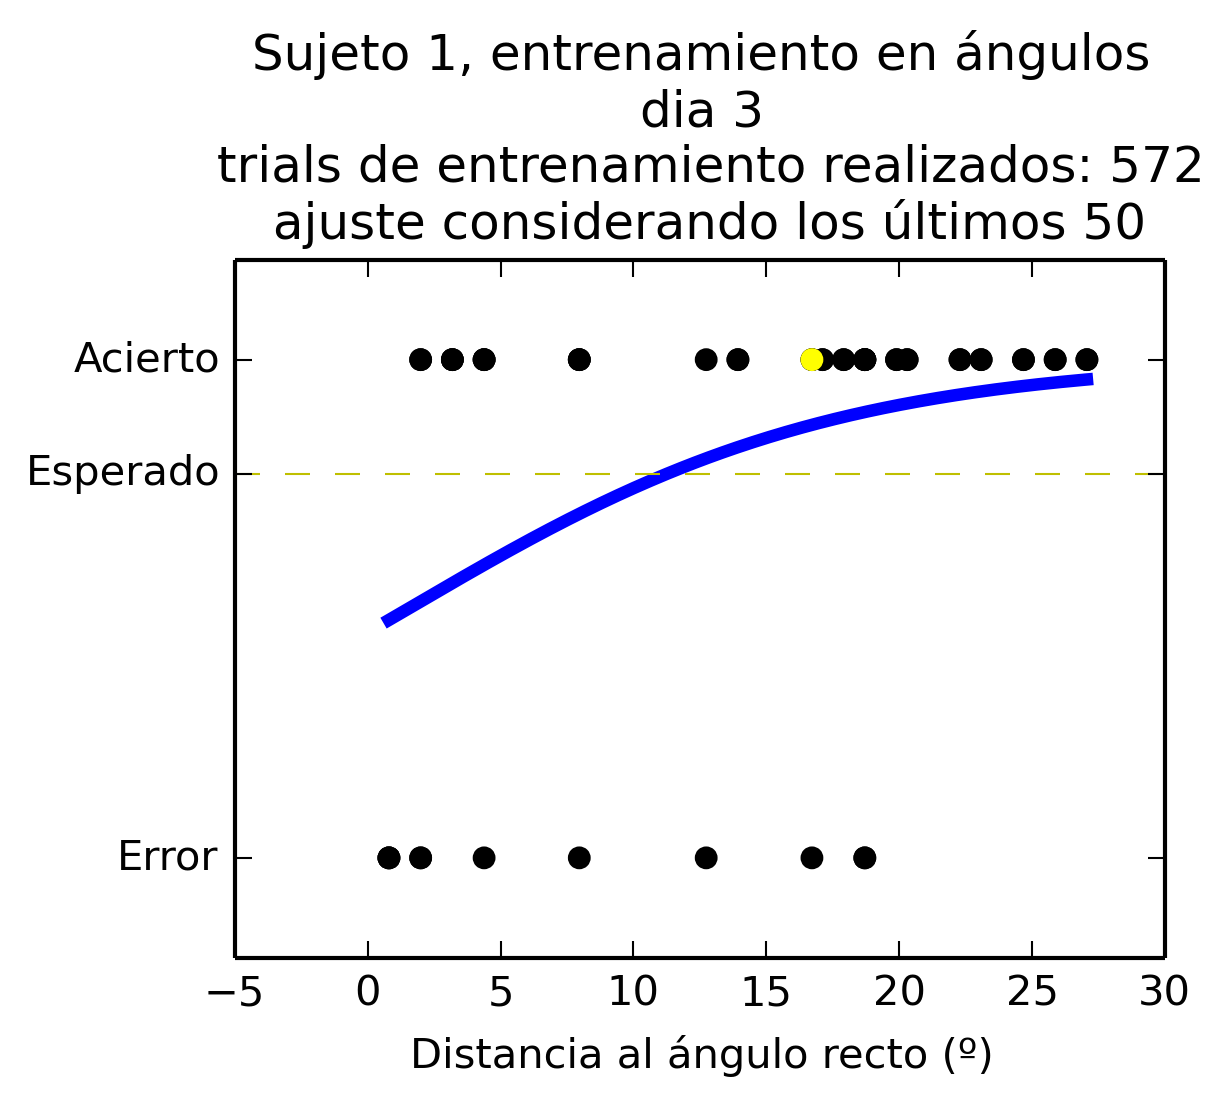 Sujeto 1, entrenamiento en ángulos
dia 3
trials de entrenamiento realizados: 572
ajuste considerando los últimos 50
Acierto
Esperado
Error
−5 0 5 10 15 20 25 30
Distancia al ángulo recto (º)